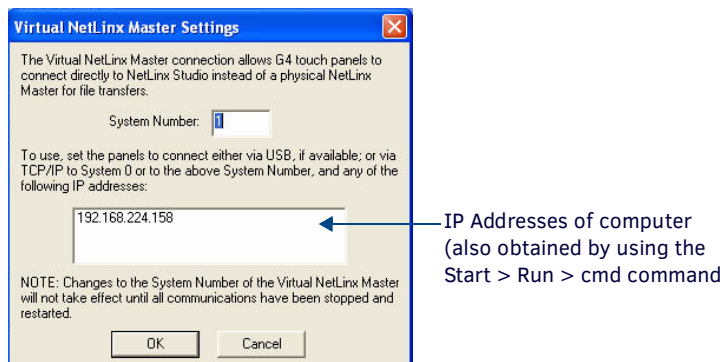 Virtual NetLinx Master Settings
The Virtual NetLinx Master connection allows G4 touch panels to
connect directly to NetLinx Studio instead of a physical NetLinx
Master for file transfers.
System Number: 1
To use, set the panels to connect either via USB, if available; or via
TCP/IP to System 0 or to the above System Number, and any of the
following IP addresses:
192.168.224.158
IP Addresses of computer
(also obtained by using the
Start > Run > cmd command
NOTE: Changes to the System Number of the Virtual NetLinx Master
will not take effect until all communications have been stopped and
restarted.
OK Cancel